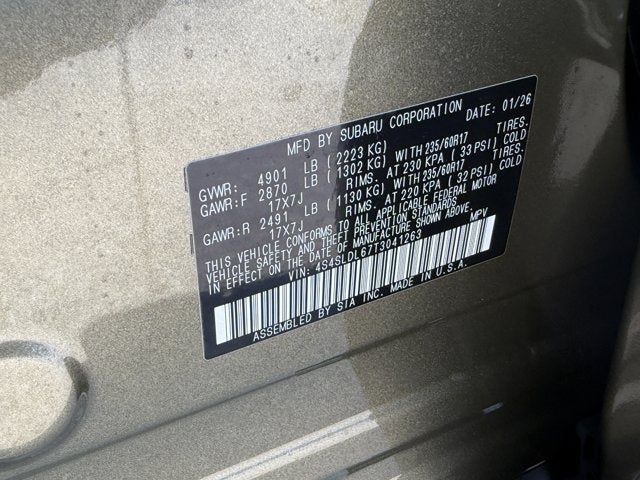 MFD BY SUBARU CORPORATION DATE: 01/26
GVWR: 4901 LB ( 2223 KG)
GAWR:F 2870 LB ( 1302 KG) WITH 235/60R17 TIRES.
17X7J RIMS. AT 230 KPA ( 33 PSI) COLD
GAWR:R 2491 LB ( 1130 KG) WITH 235/60R17 TIRES.
17X7J RIMS. AT 220 KPA ( 32 PSI) COLD
THIS VEHICLE CONFORMS TO ALL APPLICABLE FEDERAL MOTOR
VEHICLE SAFETY AND THEFT PREVENTION STANDARDS
IN EFFECT ON THE DATE OF MANUFACTURE SHOWN ABOVE.
VIN: 4S4SLDL67T3041263 MPV
ASSEMBLED BY SIA INC. MADE IN U.S.A.